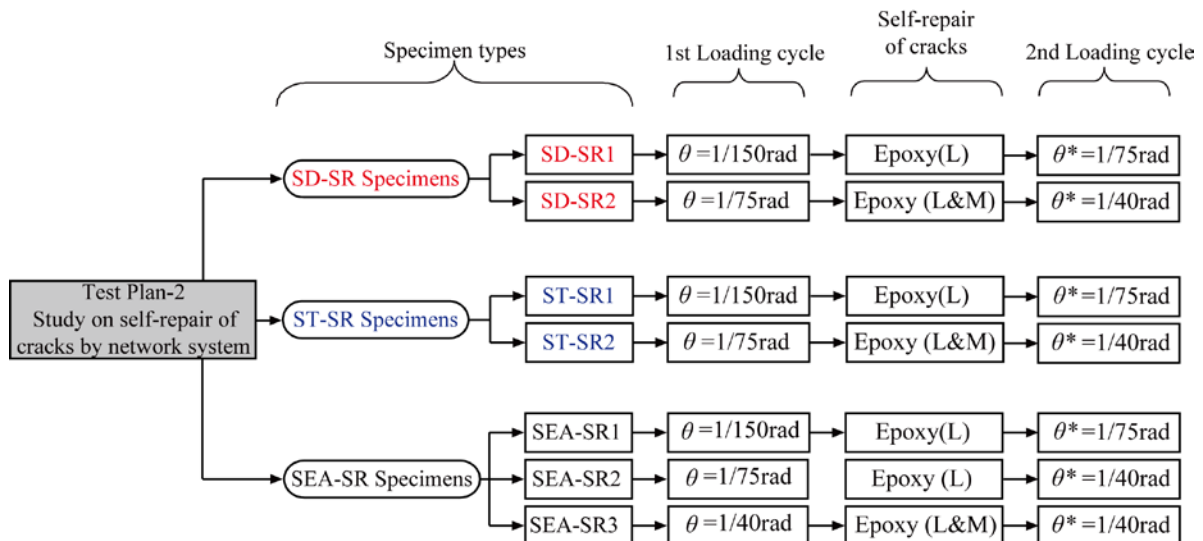 Specimen types
1st Loading cycle
Self-repair
of cracks
2nd Loading cycle
Test Plan-2
Study on self-repair of
cracks by network system
SD-SR Specimens
SD-SR1
θ =1/150rad
Epoxy(L)
θ* =1/75rad
SD-SR2
θ =1/75rad
Epoxy (L&M)
θ* =1/40rad
ST-SR Specimens
ST-SR1
θ =1/150rad
Epoxy(L)
θ* =1/75rad
ST-SR2
θ =1/75rad
Epoxy (L&M)
θ* =1/40rad
SEA-SR Specimens
SEA-SR1
θ =1/150rad
Epoxy(L)
θ* =1/75rad
SEA-SR2
θ =1/75rad
Epoxy (L)
θ* =1/40rad
SEA-SR3
θ =1/40rad
Epoxy (L&M)
θ* =1/40rad